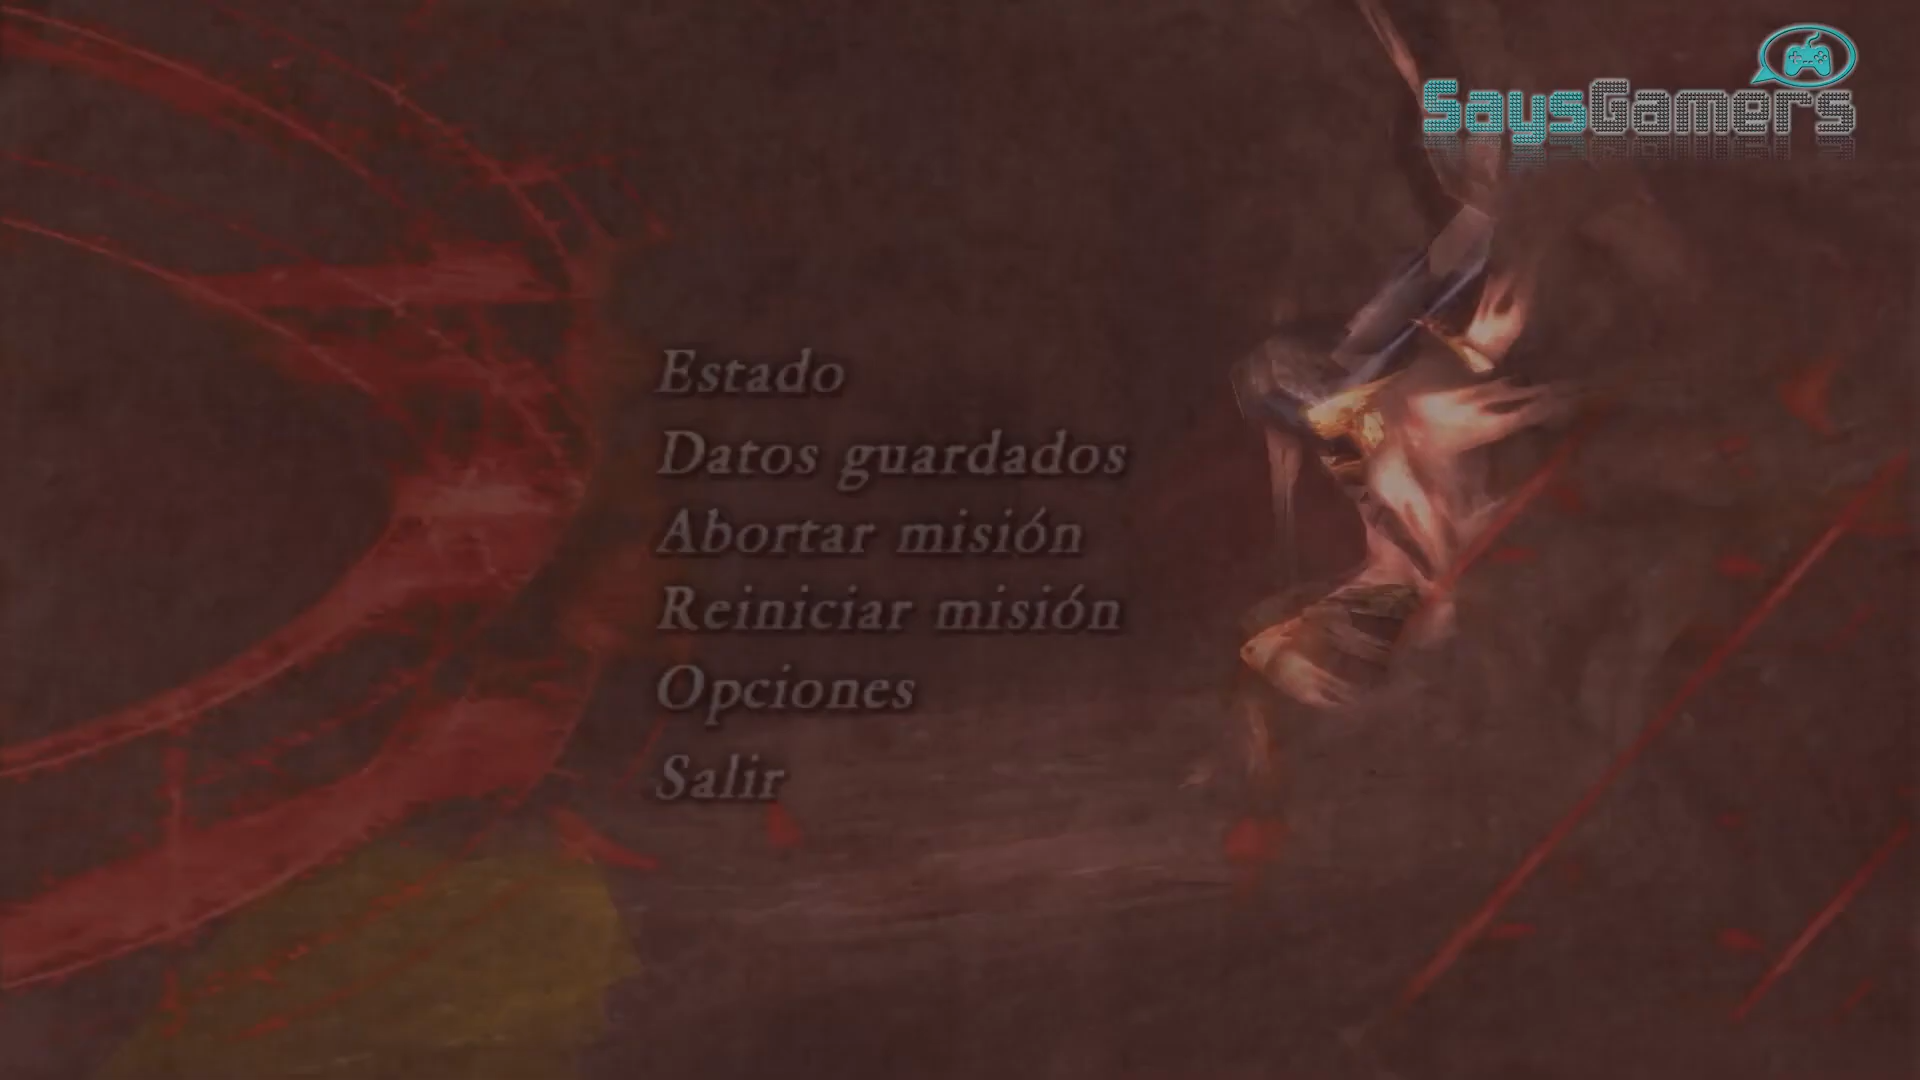 SaysGamers
Estado
Datos guardados
Abortar misión
Reiniciar misión
Opciones
Salir